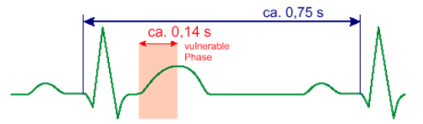 ca. 0,75 s
ca. 0,14 s
vulnerable
Phase